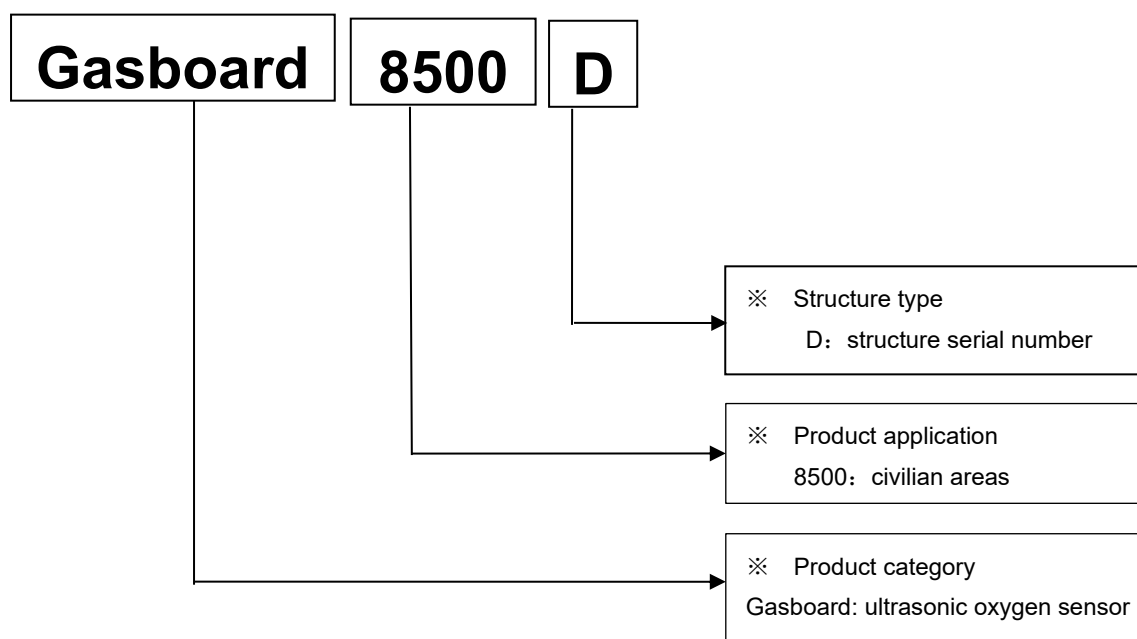 Gasboard 8500 D
※ Structure type
D：structure serial number
※ Product application
8500：civilian areas
※ Product category
Gasboard: ultrasonic oxygen sensor